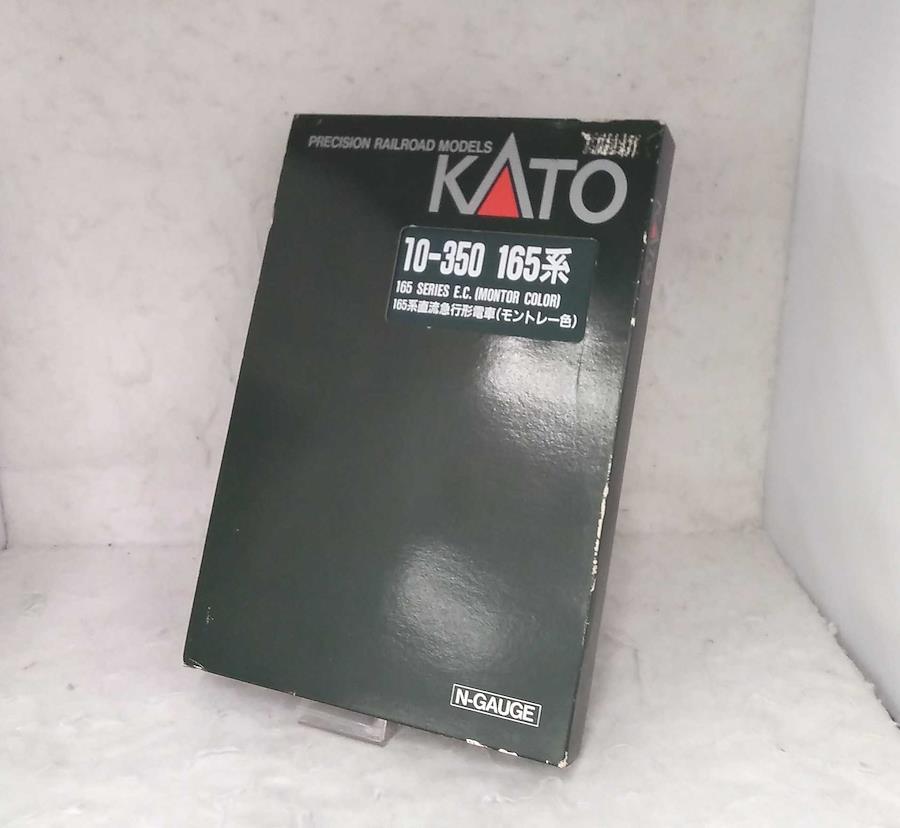 PRECISION RAILROAD MODELS
KATO
10-350 165系
165 SERIES E.C. (MONTOR COLOR)
165系直流急行形電車(モントレー色)
N-GAUGE